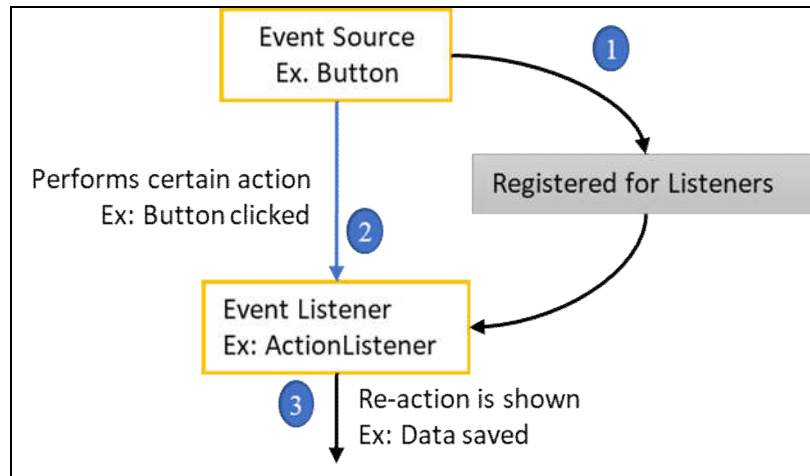 Event Source
Ex. Button
1
Registered for Listeners
Performs certain action
Ex: Button clicked
2
Event Listener
Ex: ActionListener
3
Re-action is shown
Ex: Data saved